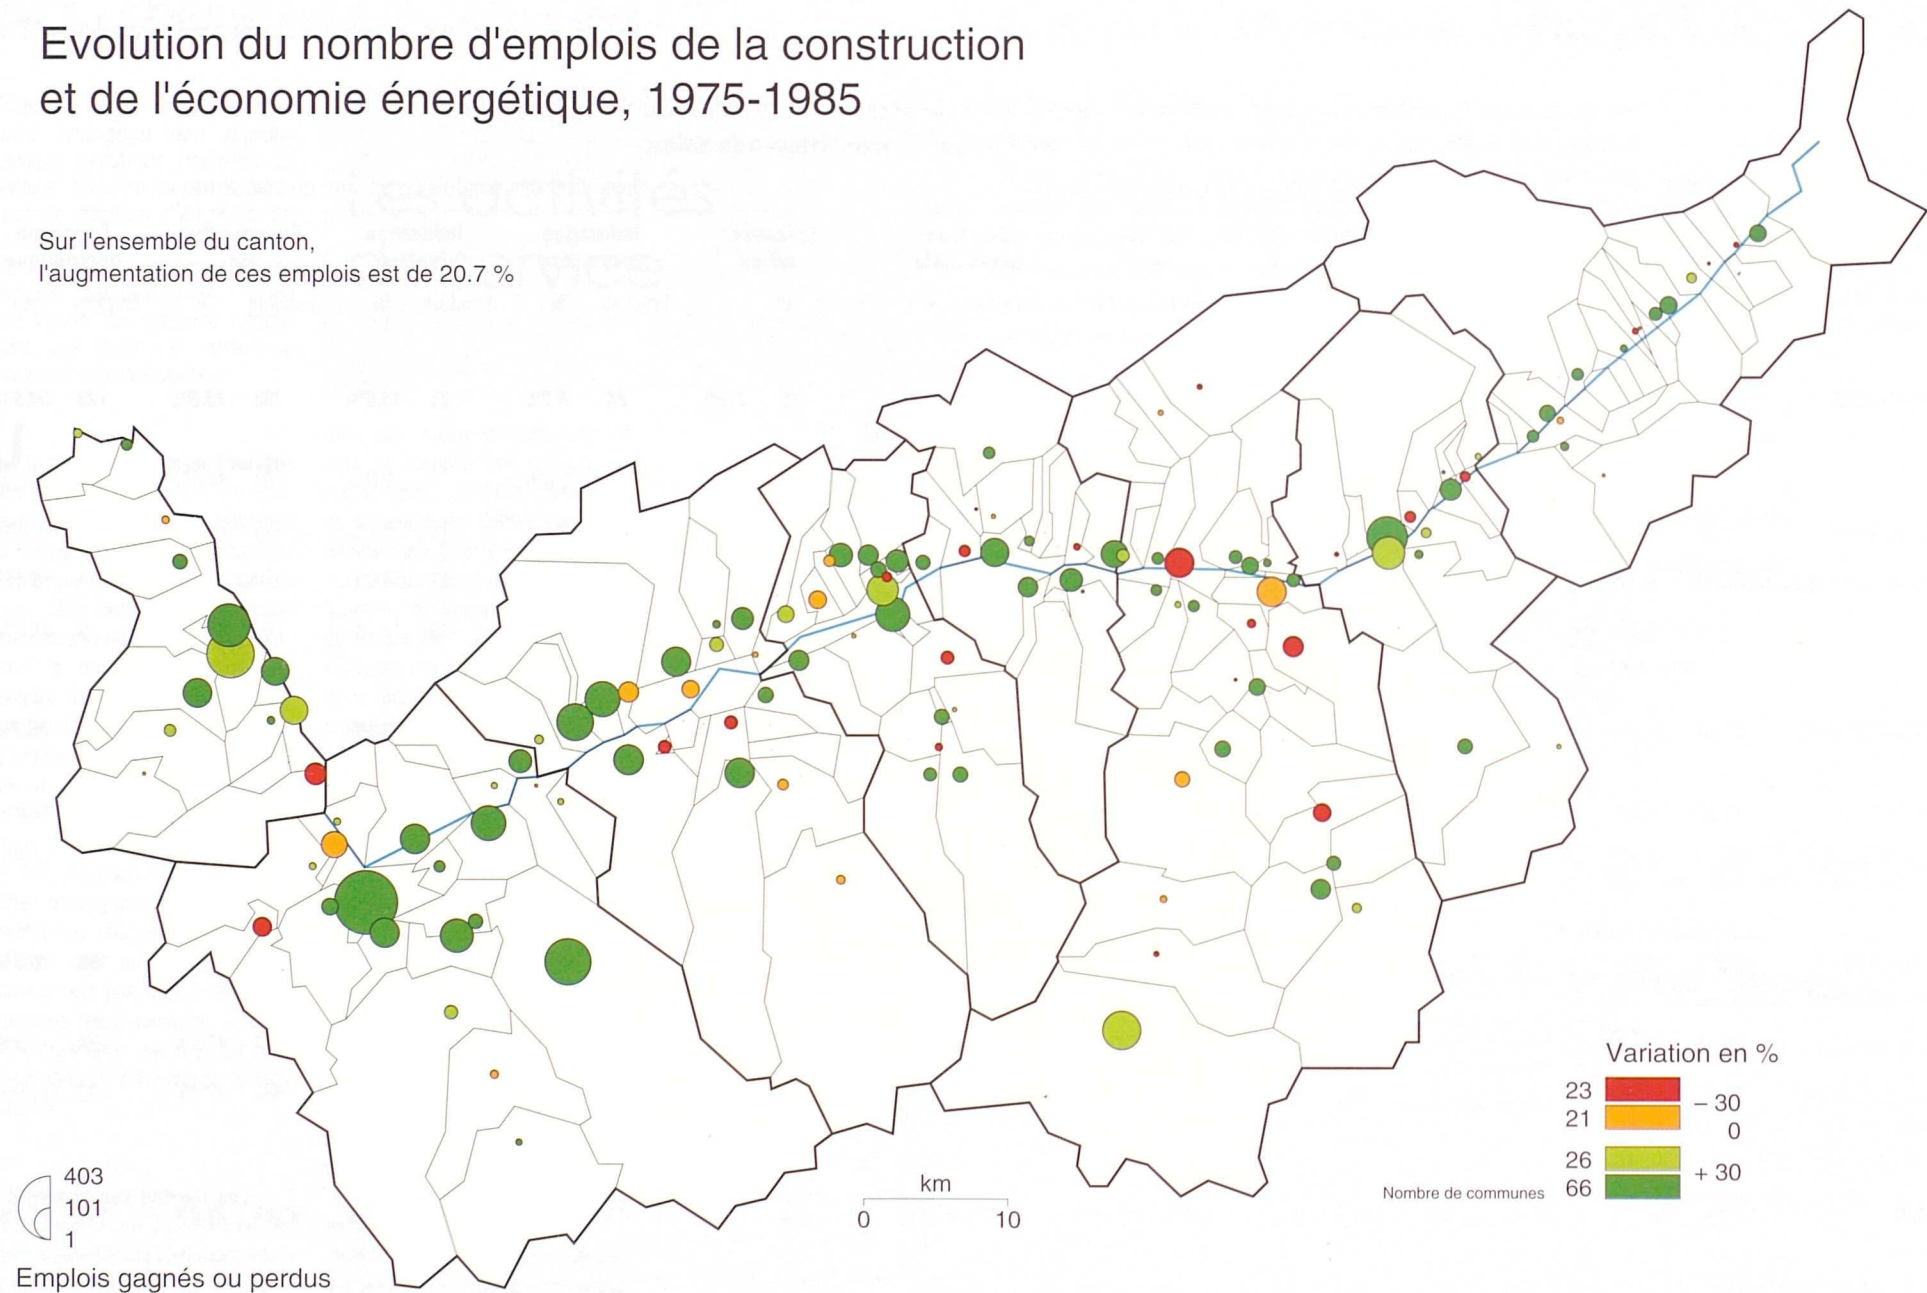 Evolution du nombre d'emplois de la construction
et de l'économie énergétique, 1975-1985
Sur l'ensemble du canton,
l'augmentation de ces emplois est de 20.7 %
Variation en %
23
– 30
21
0
26
+ 30
66
Nombre de communes
403
101
1
Emplois gagnés ou perdus
km
0 10